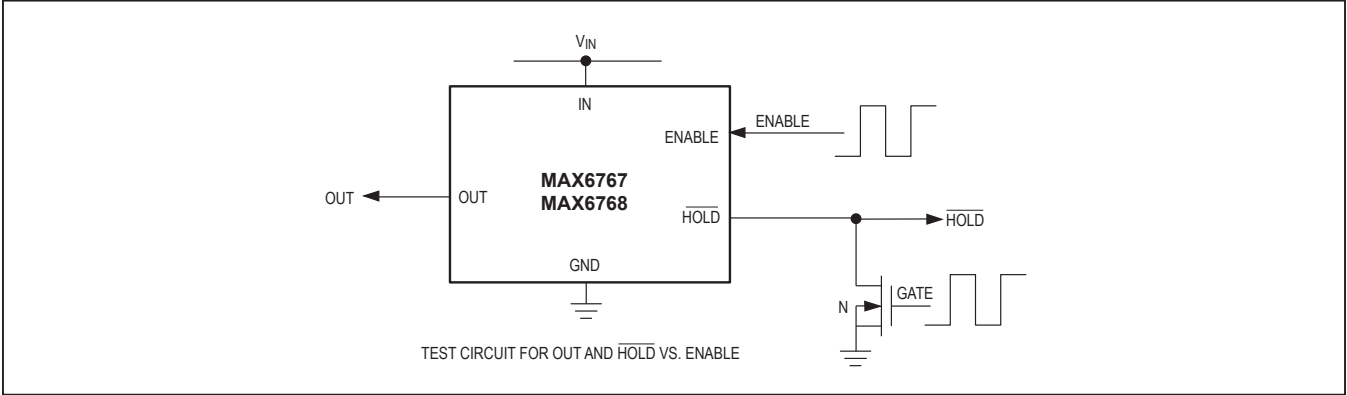 VIN
IN
ENABLE
ENABLE
MAX6767
MAX6768
OUT
OUT
HOLD
HOLD
GND
GATE
N
TEST CIRCUIT FOR OUT AND HOLD VS. ENABLE